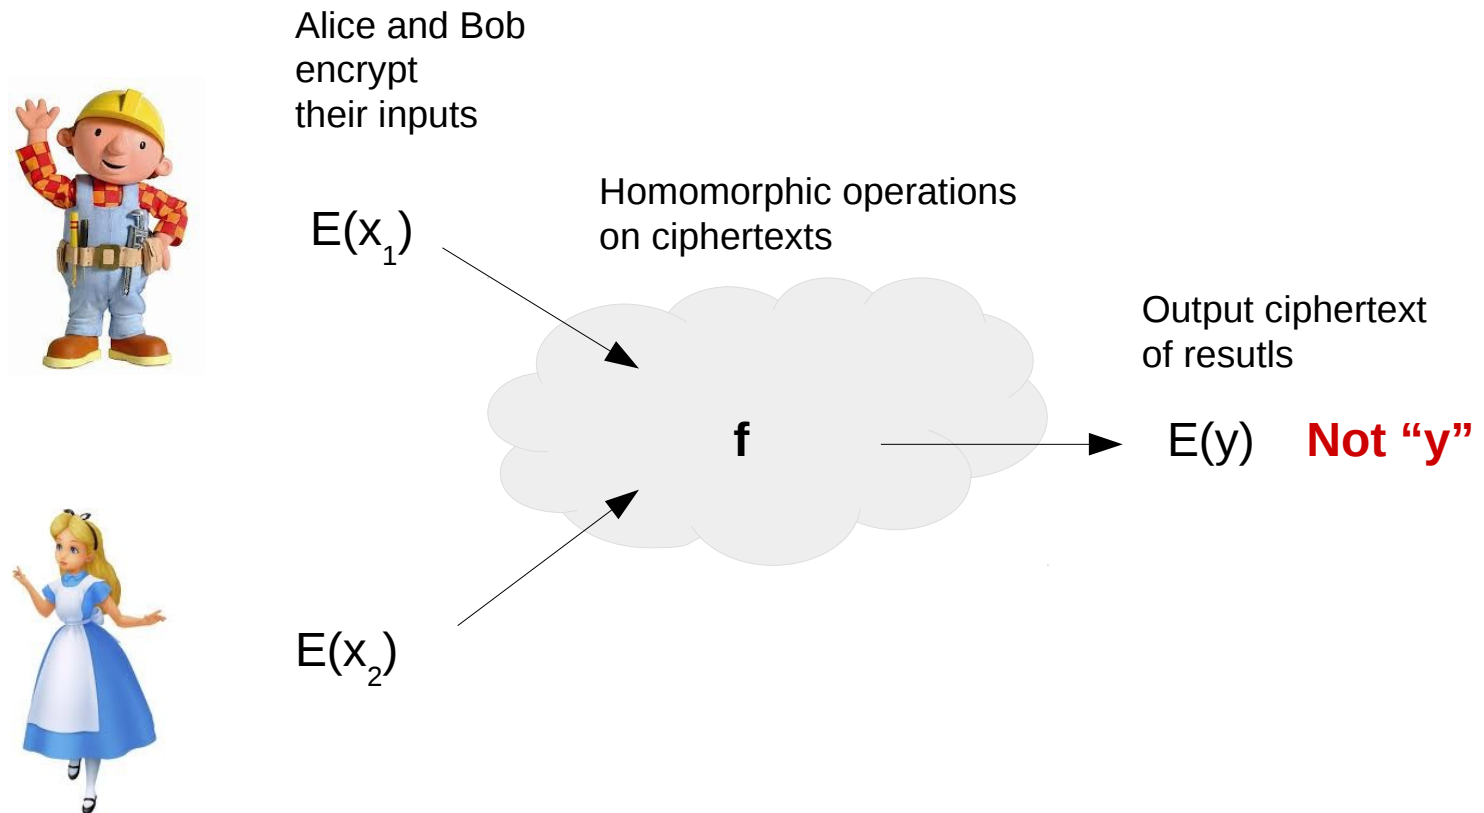 Alice and Bob
encrypt
their inputs
Homomorphic operations
on ciphertexts
E(x₁)
Output ciphertext
of resutls
f
E(y) Not “y”
E(x₂)